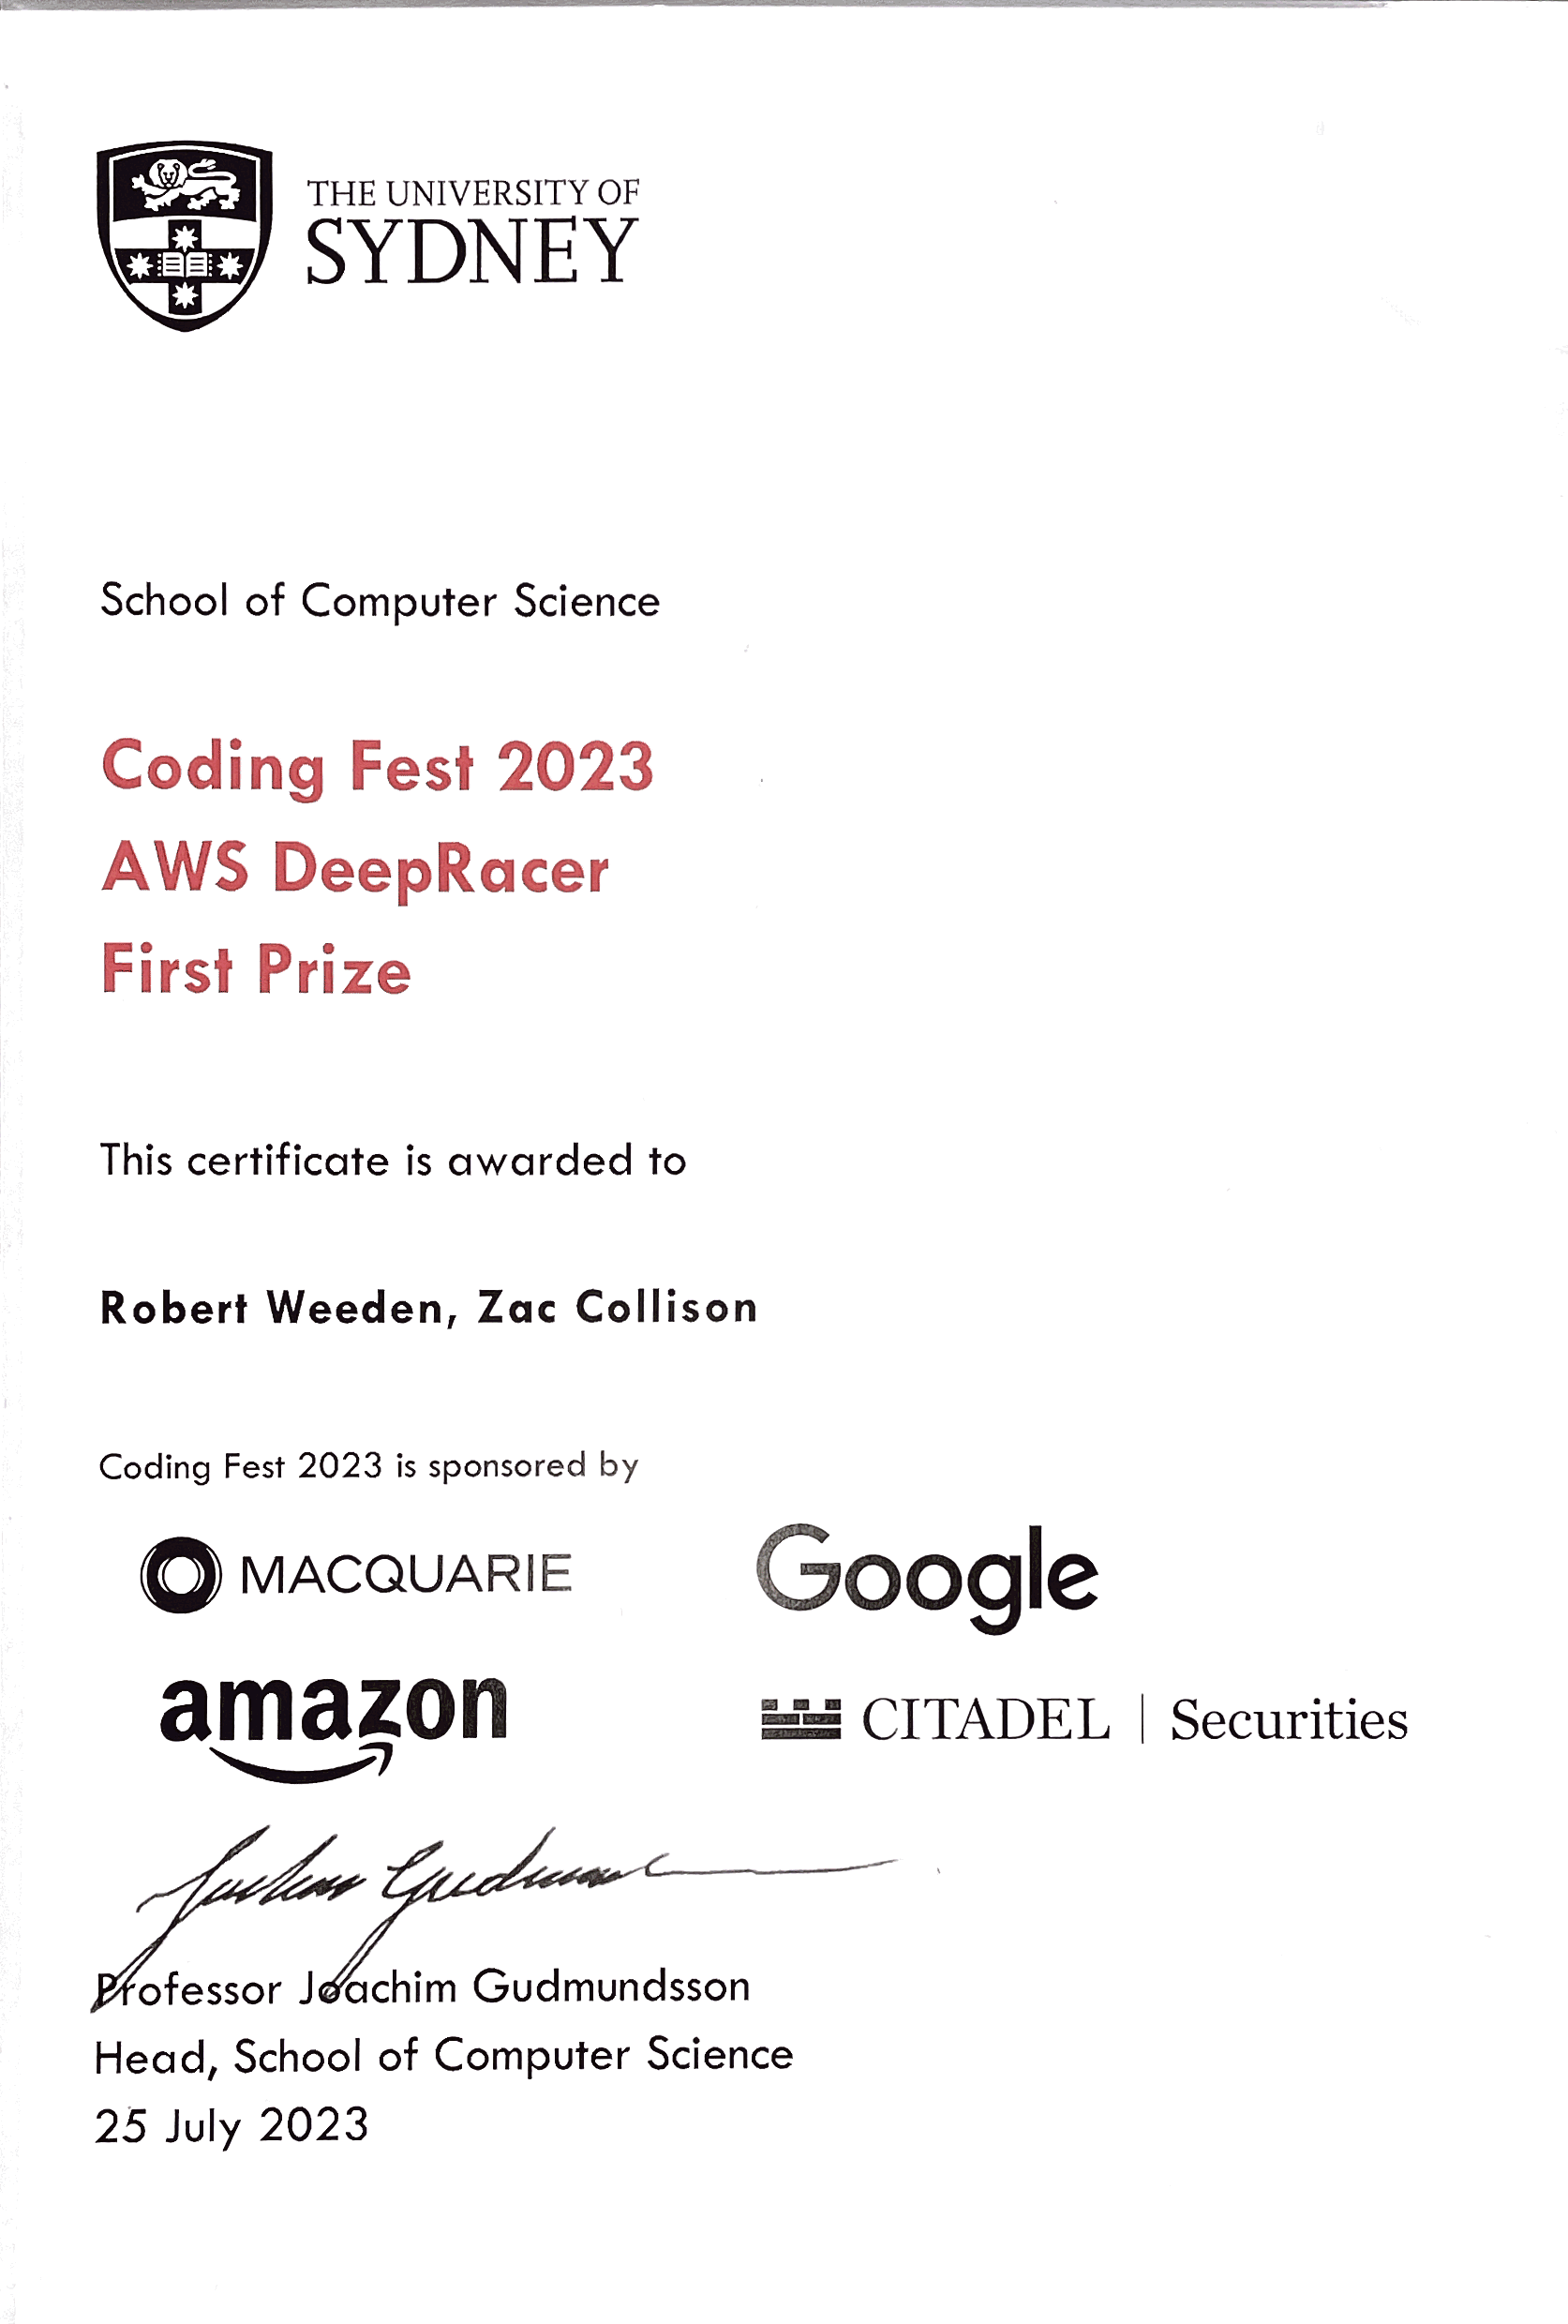 THE UNIVERSITY OF
SYDNEY
School of Computer Science
Coding Fest 2023
AWS DeepRacer
First Prize
This certificate is awarded to
Robert Weeden, Zac Collison
Coding Fest 2023 is sponsored by
MACQUARIE
Google
amazon
CITADEL | Securities
Professor Joachim Gudmundsson
Head, School of Computer Science
25 July 2023